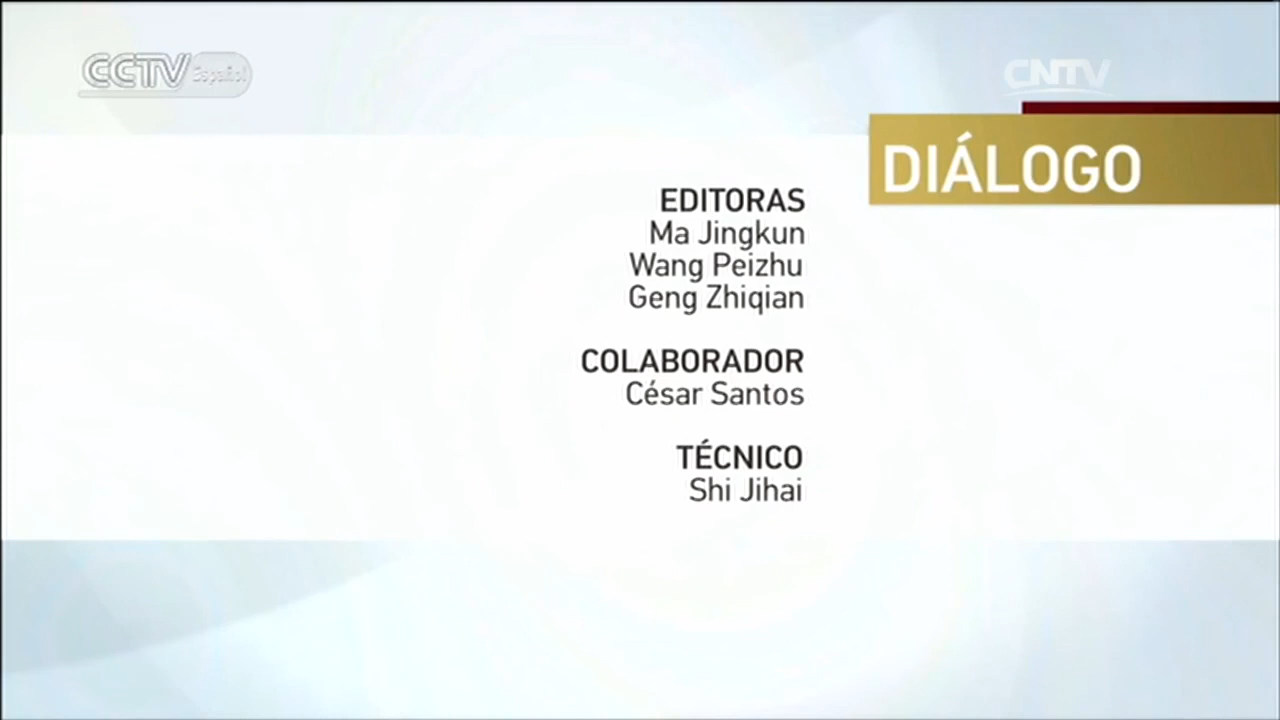 CCTV Español
CNTV
DIÁLOGO
EDITORAS
Ma Jingkun
Wang Peizhu
Geng Zhiqian
COLABORADOR
César Santos
TÉCNICO
Shi Jihai